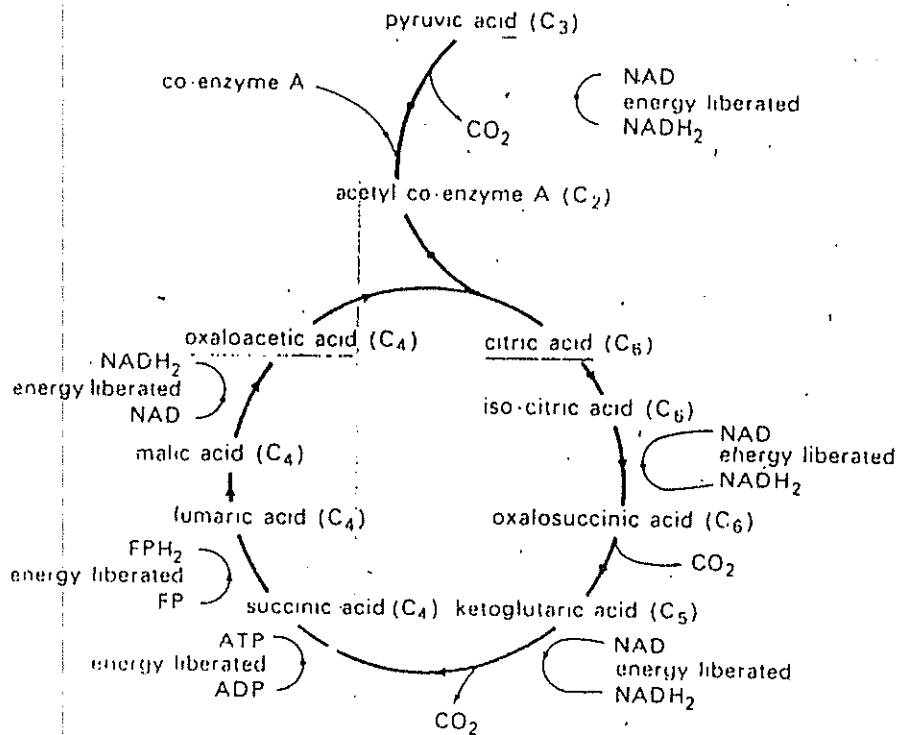 pyruvic acid (C₃)
co-enzyme A
CO₂
NAD
energy liberated
NADH₂
acetyl co-enzyme A (C₂)
oxaloacetic acid (C₄)
citric acid (C₆)
NADH₂
energy liberated
NAD
iso-citric acid (C₆)
NAD
energy liberated
NADH₂
malic acid (C₄)
fumaric acid (C₄)
oxalosuccinic acid (C₆)
CO₂
FPH₂
energy liberated
FP
succinic acid (C₄)
ketoglutaric acid (C₅)
ATP
energy liberated
ADP
NAD
energy liberated
NADH₂
CO₂